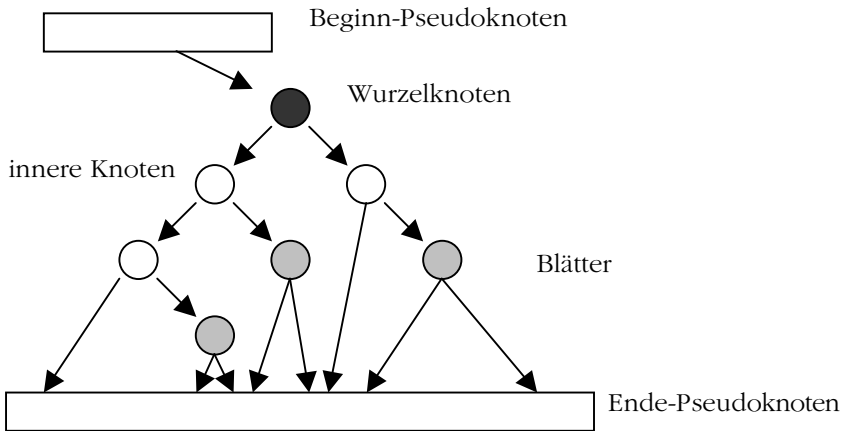 Beginn-Pseudoknoten
Wurzelknoten
innere Knoten
Blätter
Ende-Pseudoknoten